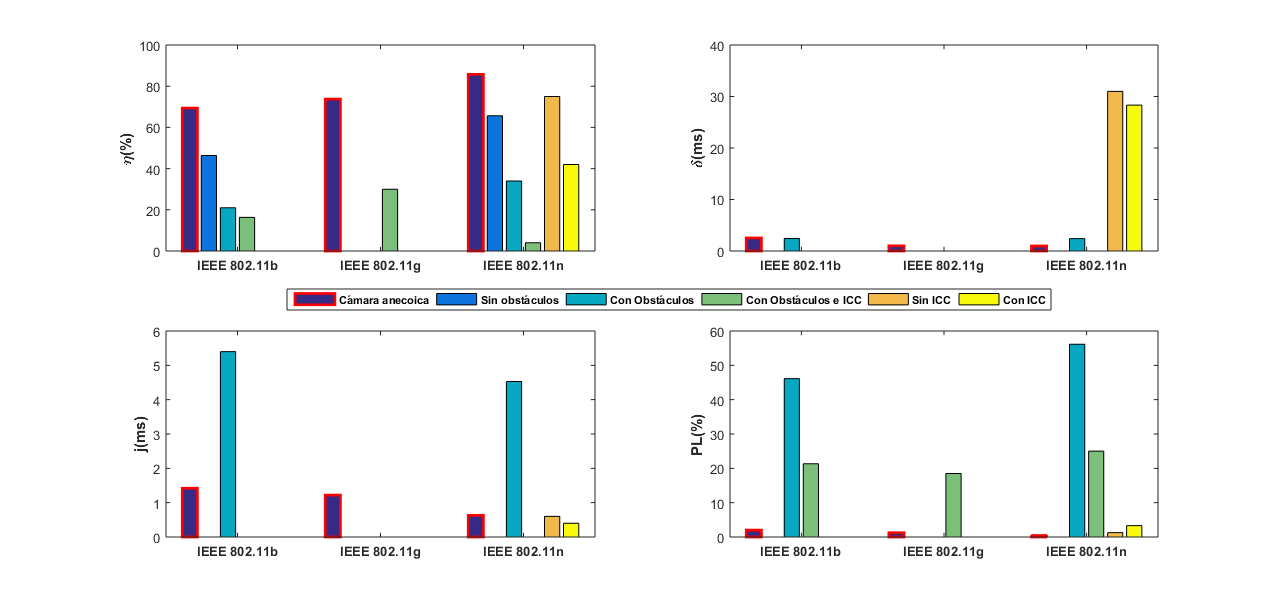 100
80
60
40
20
0
η(%)
IEEE 802.11b IEEE 802.11g IEEE 802.11n
40
30
20
10
0
δ(ms)
IEEE 802.11b IEEE 802.11g IEEE 802.11n
Cámara anecoica Sin obstáculos Con Obstáculos Con Obstáculos e ICC Sin ICC Con ICC
6
5
4
3
2
1
0
j(ms)
IEEE 802.11b IEEE 802.11g IEEE 802.11n
60
50
40
30
20
10
0
PL(%)
IEEE 802.11b IEEE 802.11g IEEE 802.11n